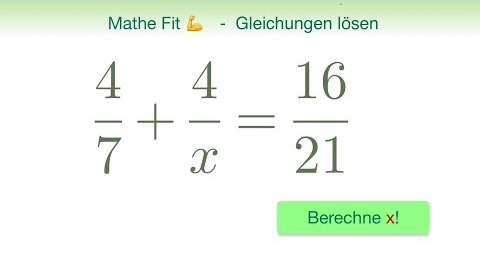 Mathe Fit 💪 - Gleichungen lösen
4/7 + 4/x = 16/21
Berechne x!